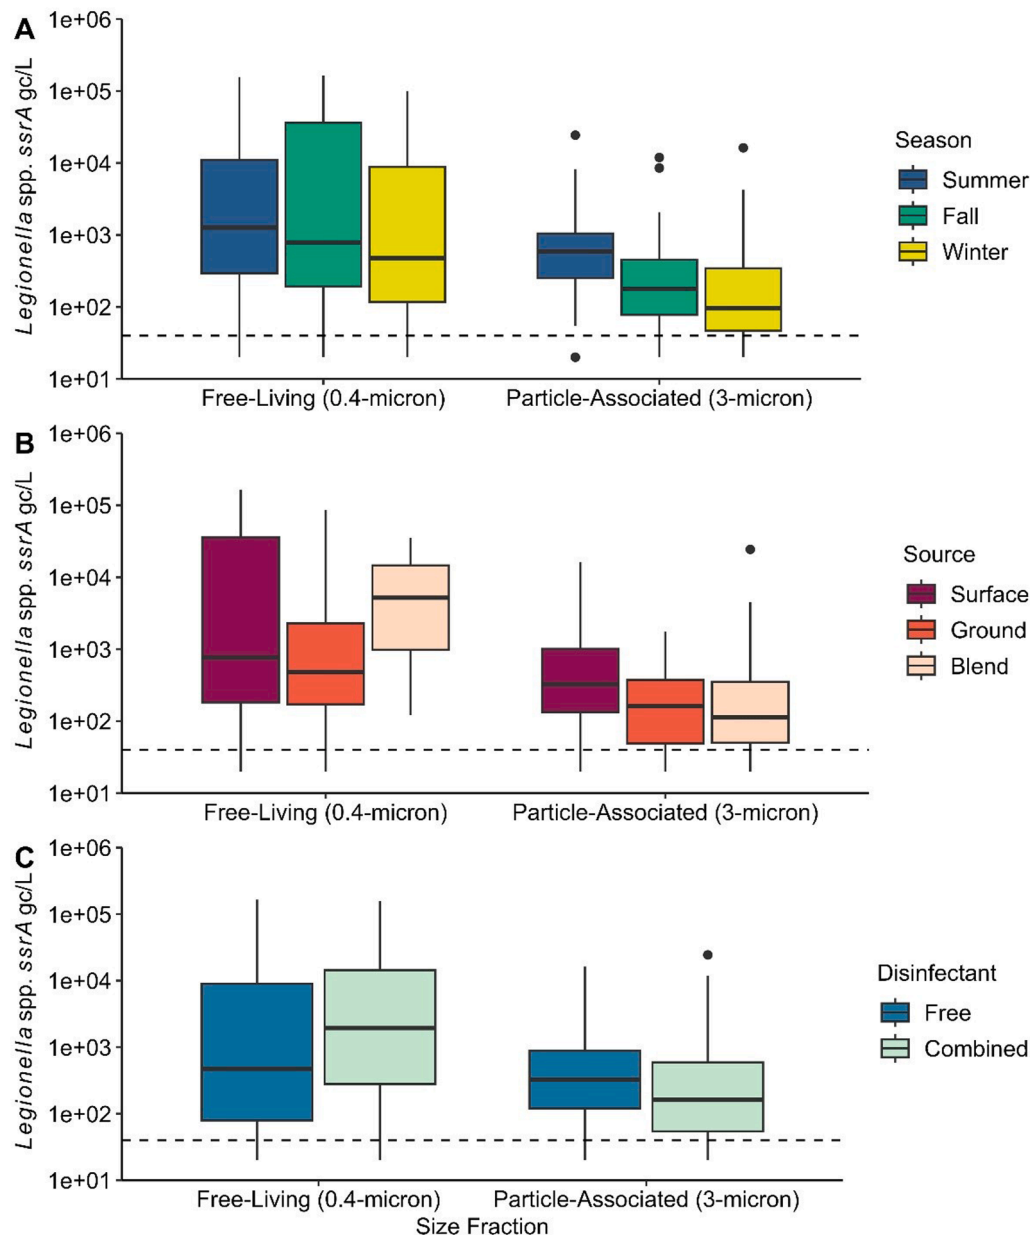 A
Legionella spp. ssrA gc/L
1e+06
1e+05
1e+04
1e+03
1e+02
1e+01
Free-Living (0.4-micron)
Particle-Associated (3-micron)
Season
Summer
Fall
Winter
B
Legionella spp. ssrA gc/L
1e+06
1e+05
1e+04
1e+03
1e+02
1e+01
Free-Living (0.4-micron)
Particle-Associated (3-micron)
Source
Surface
Ground
Blend
C
Legionella spp. ssrA gc/L
1e+06
1e+05
1e+04
1e+03
1e+02
1e+01
Free-Living (0.4-micron)
Particle-Associated (3-micron)
Size Fraction
Disinfectant
Free
Combined